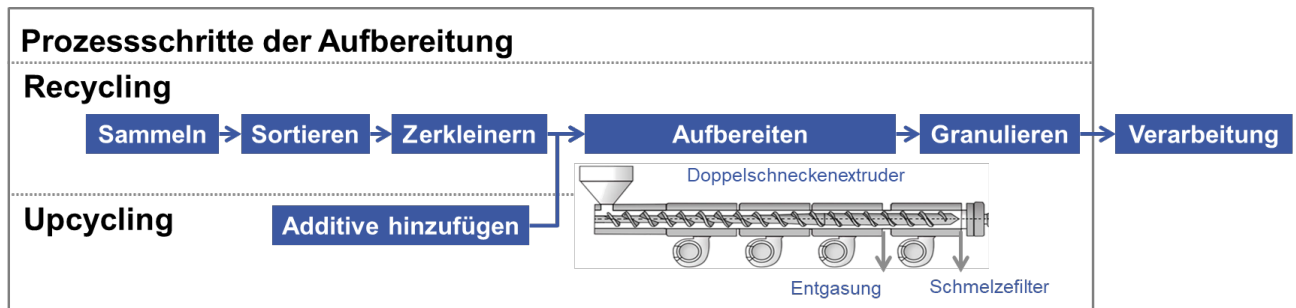 Prozessschritte der Aufbereitung
Recycling
Sammeln
Sortieren
Zerkleinern
Aufbereiten
Granulieren
Verarbeitung
Doppelschneckenextruder
Upcycling
Additive hinzufügen
Entgasung
Schmelzefilter